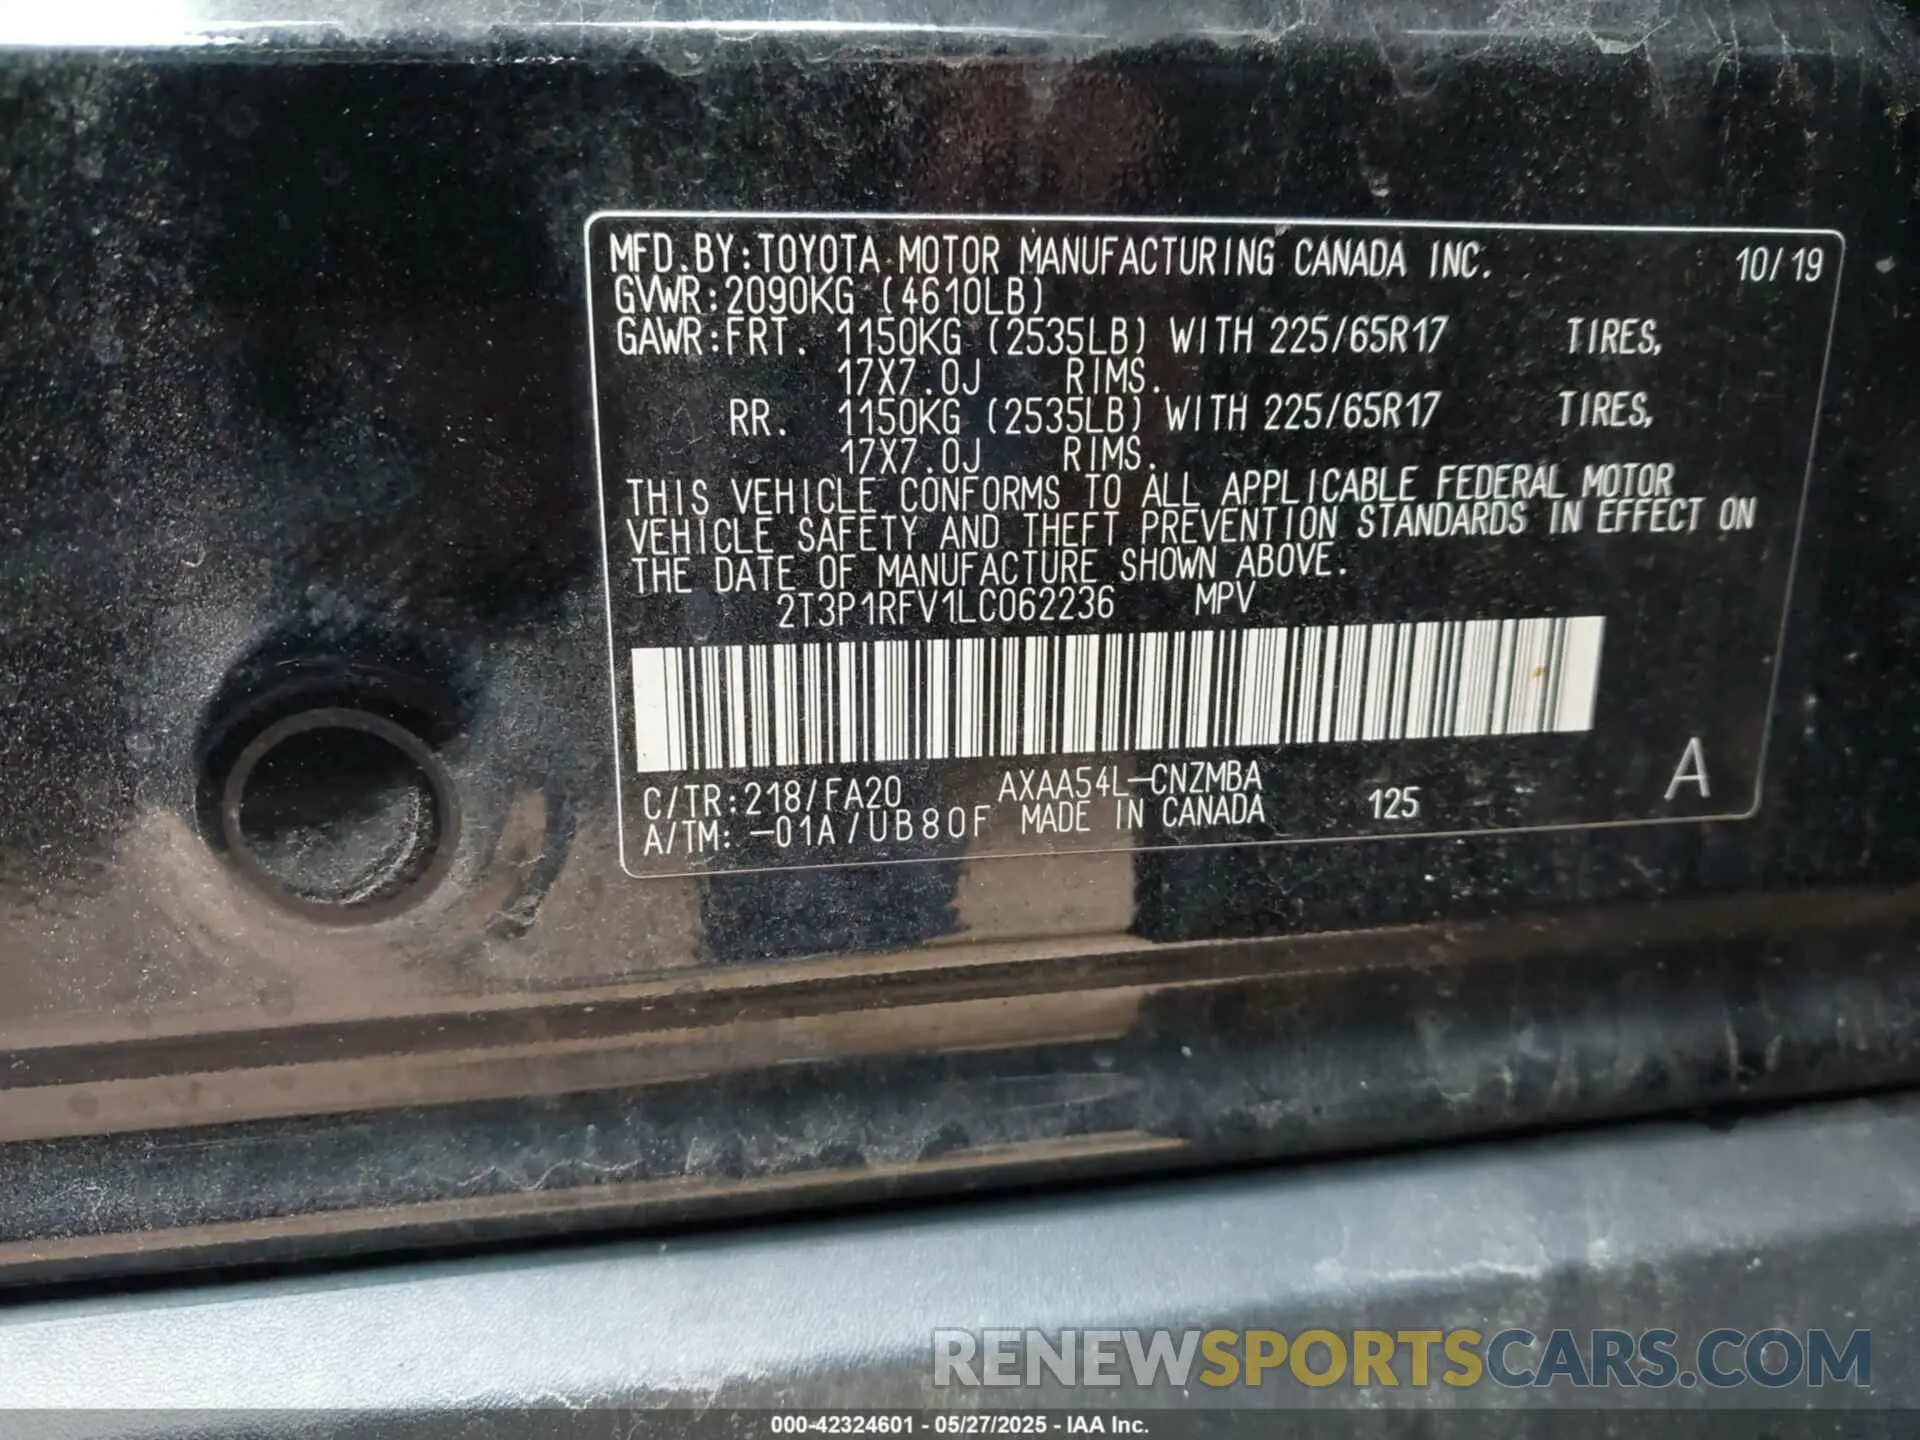 MFD.BY:TOYOTA MOTOR MANUFACTURING CANADA INC. 10/19
GVWR:2090KG (4610LB)
GAWR:FRT. 1150KG (2535LB) WITH 225/65R17 TIRES,
17X7.0J RIMS.
RR. 1150KG (2535LB) WITH 225/65R17 TIRES,
17X7.0J RIMS.
THIS VEHICLE CONFORMS TO ALL APPLICABLE FEDERAL MOTOR
VEHICLE SAFETY AND THEFT PREVENTION STANDARDS IN EFFECT ON
THE DATE OF MANUFACTURE SHOWN ABOVE.
2T3P1RFV1LC062236 MPV
C/TR:218/FA20 AXAA54L-CNZMBA
A/TM:-01A/UB80F MADE IN CANADA 125 A
RENEWSPORTSCARS.COM
000-42324601 - 05/27/2025 - IAA Inc.